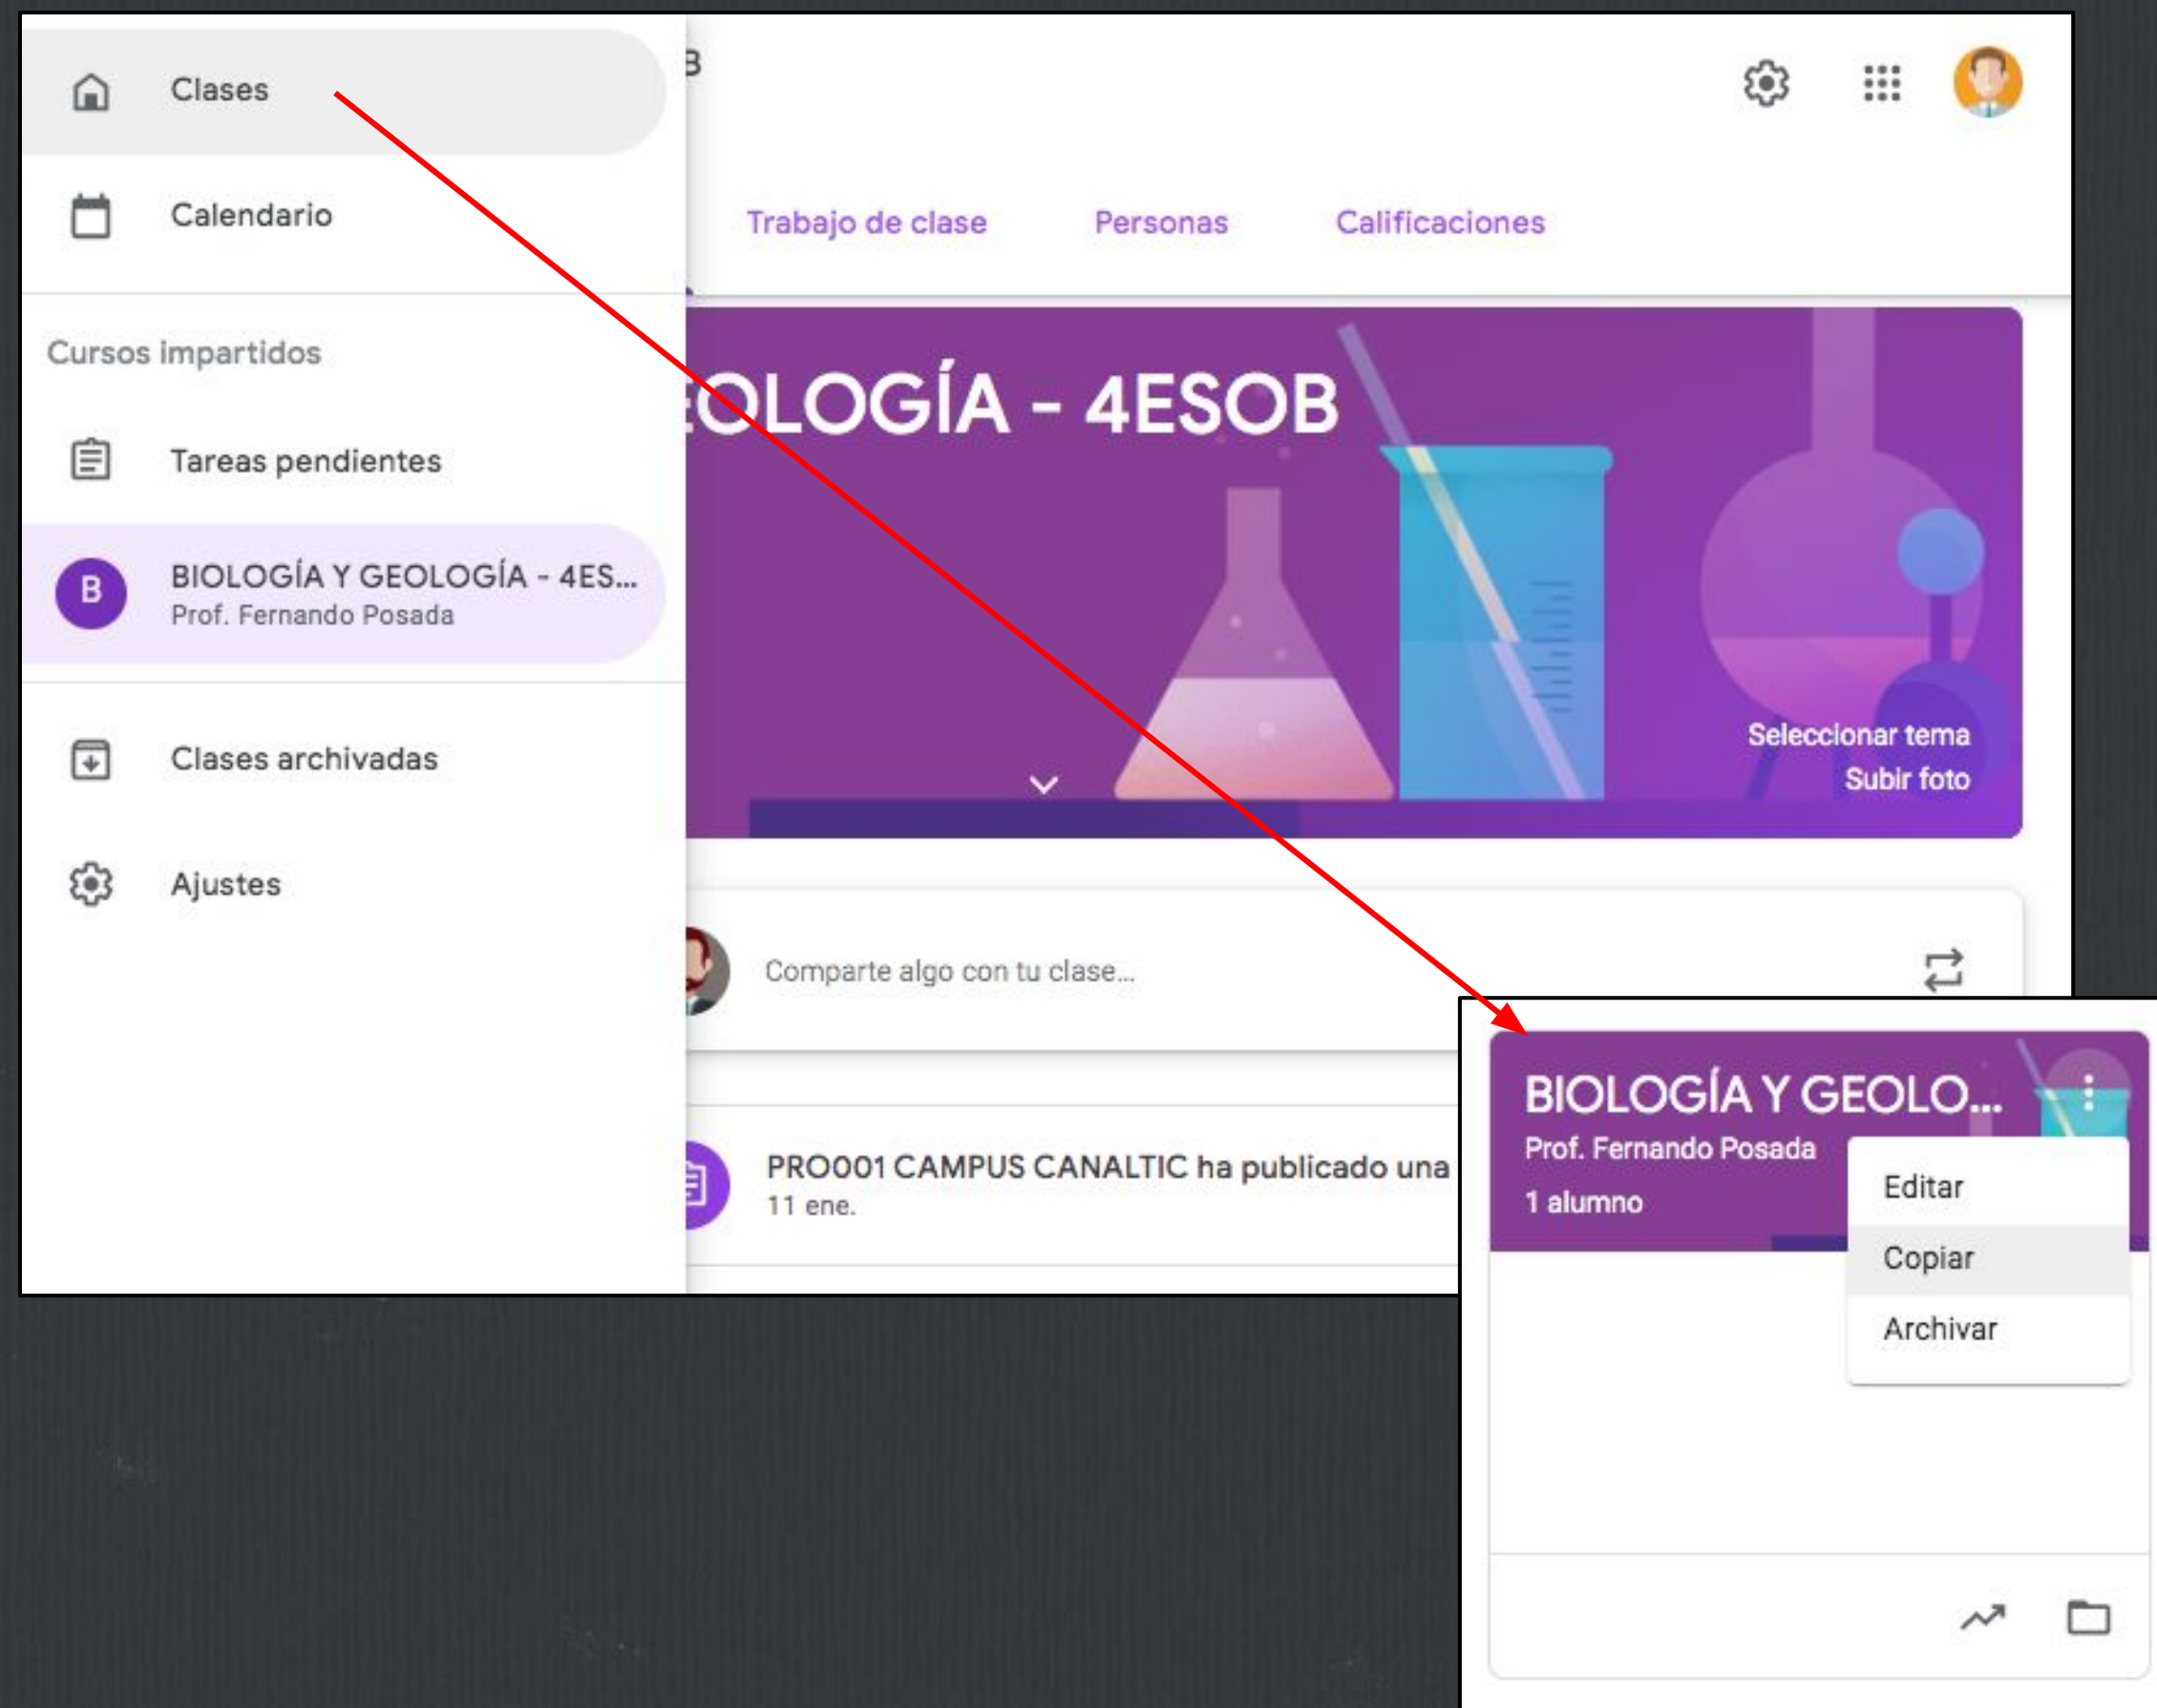 Clases
Calendario
Cursos impartidos
Tareas pendientes
B
BIOLOGÍA Y GEOLOGÍA - 4ES...
Prof. Fernando Posada
Clases archivadas
Ajustes
B
Trabajo de clase
Personas
Calificaciones
EOLOGÍA - 4ESOB
Seleccionar tema
Subir foto
Comparte algo con tu clase...
PRO001 CAMPUS CANALTIC ha publicado una
11 ene.
BIOLOGÍA Y GEOLO...
Prof. Fernando Posada
1 alumno
Editar
Copiar
Archivar